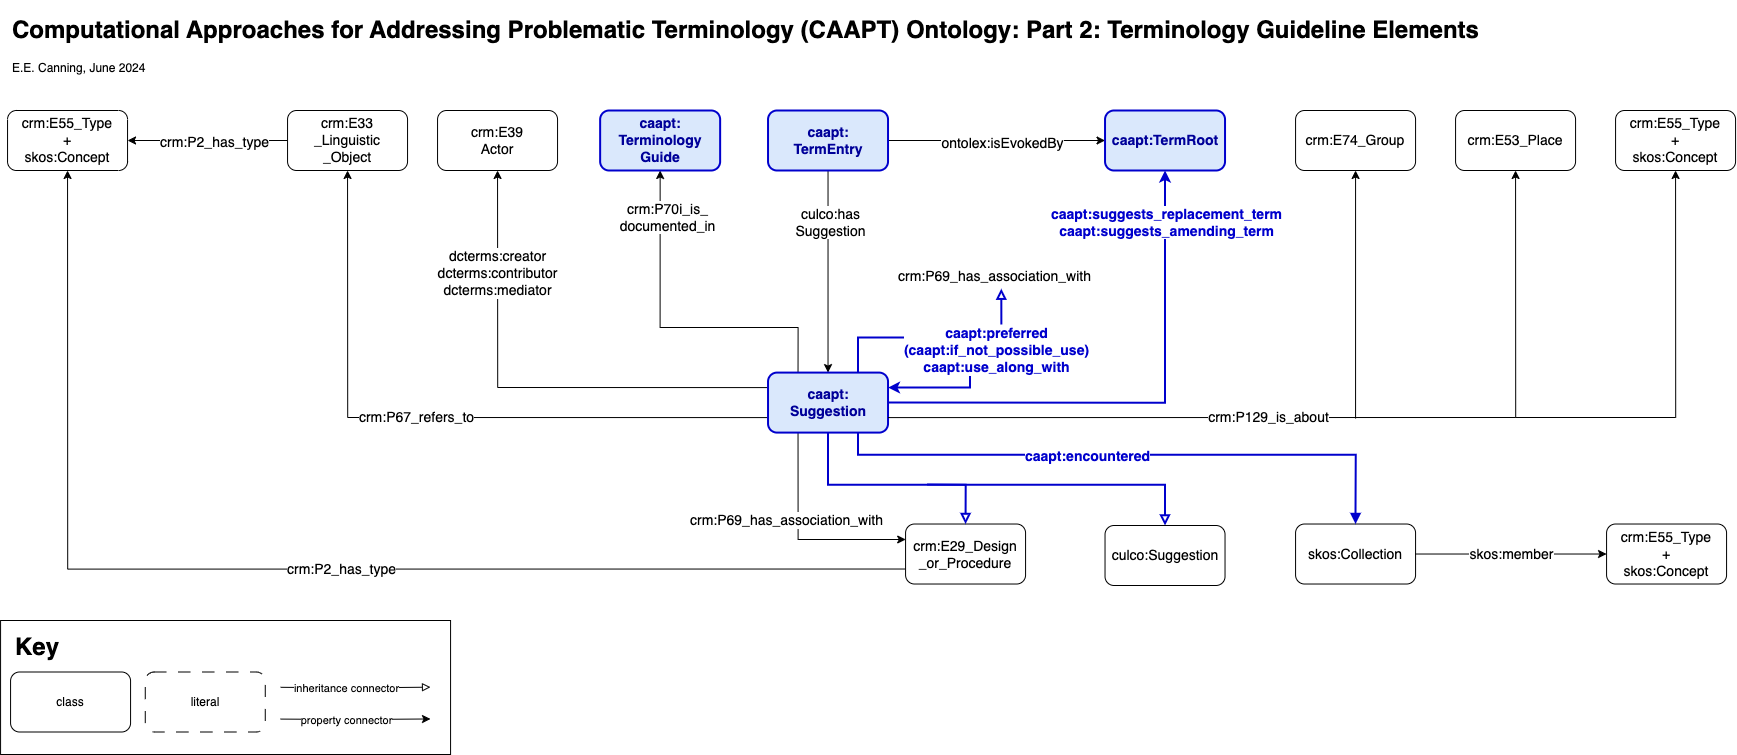 Computational Approaches for Addressing Problematic Terminology (CAAPT) Ontology: Part 2: Terminology Guideline Elements
E.E. Canning, June 2024
crm:E55_Type
+
skos:Concept
crm:P2_has_type
crm:E33
_Linguistic
_Object
crm:E39
Actor
caapt:
Terminology
Guide
caapt:
TermEntry
ontolex:isEvokedBy
caapt:TermRoot
crm:E74_Group
crm:E53_Place
crm:E55_Type
+
skos:Concept
crm:P70i_is_
documented_in
culco:has
Suggestion
caapt:suggests_replacement_term
caapt:suggests_amending_term
dcterms:creator
dcterms:contributor
dcterms:mediator
crm:P69_has_association_with
caapt:preferred
(caapt:if_not_possible_use)
caapt:use_along_with
caapt:
Suggestion
crm:P67_refers_to
crm:P129_is_about
caapt:encountered
crm:P69_has_association_with
crm:P2_has_type
crm:E29_Design
_or_Procedure
culco:Suggestion
skos:Collection
skos:member
crm:E55_Type
+
skos:Concept
Key
class
literal
inheritance connector
property connector